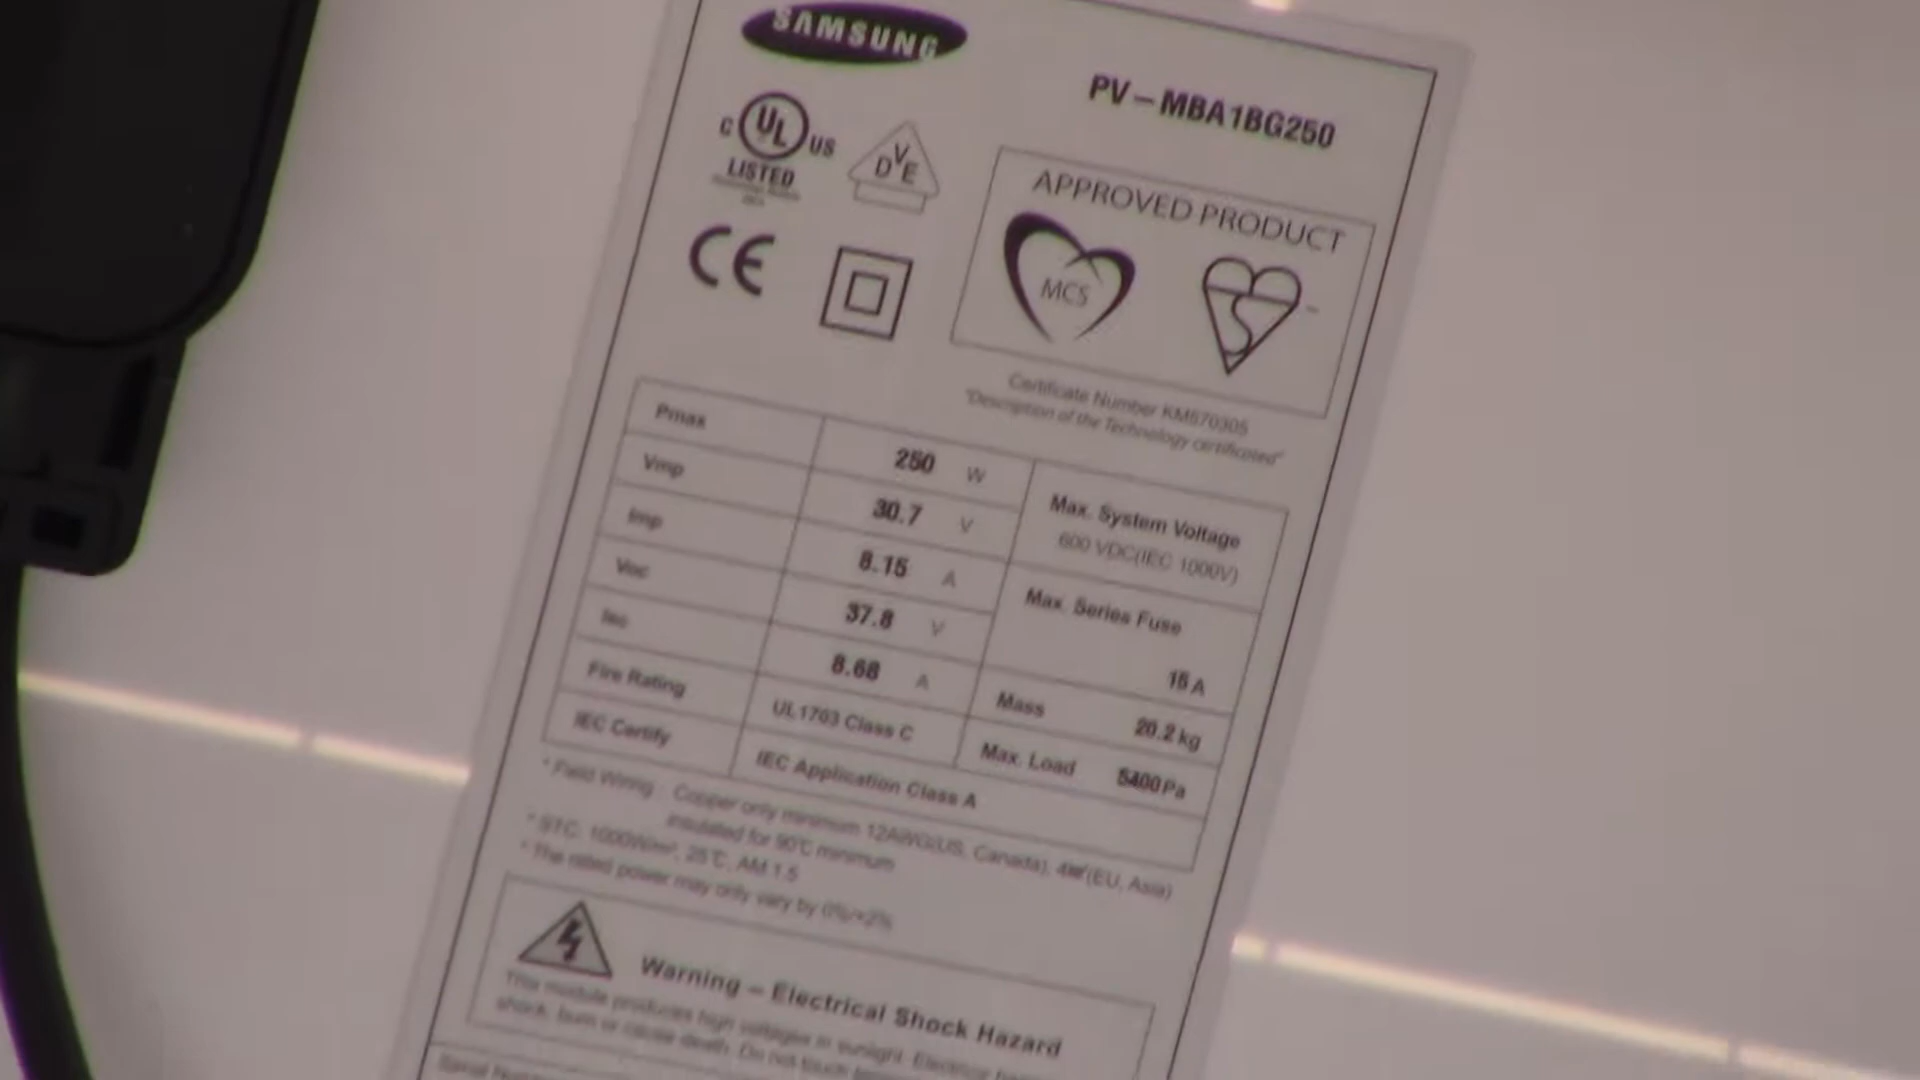 SAMSUNG
PV-MBA1BG250
C UL US
LISTED
DVE
CE
APPROVED PRODUCT
MCS
Certificate Number KM570305
"Description of the Technology certificated"
Pmax 250 W
Vmp 30.7 V
Imp 8.15 A
Voc 37.8 V
Isc 8.68 A
Fire Rating UL1703 Class C
IEC Certify IEC Application Class A
Max. System Voltage
600 VDC(IEC 1000V)
Max. Series Fuse
15 A
Mass 20.2 kg
Max. Load 5400 Pa
* Field Wiring : Copper only minimum 12AWG(US, Canada), 4㎟(EU, Asia)
insulated for 90℃ minimum
* STC: 1000W/m², 25℃, AM 1.5
* The rated power may only vary by 0%/+2%
Warning - Electrical Shock Hazard
This module produces high voltages in sunlight. Electrical
shock, burn or cause death. Do not touch
Serial